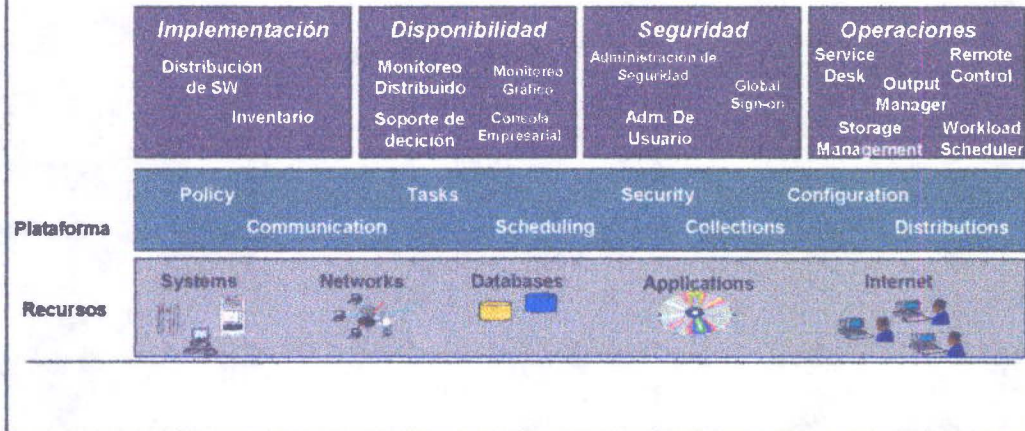 Implementación
Distribución
de SW
Inventario
Disponibilidad
Monitoreo
Distribuido
Monitoreo
Gráfico
Soporte de
decición
Consola
Empresarial
Seguridad
Administracion de
Seguridad
Global
Sign-on
Adm. De
Usuario
Operaciones
Service
Desk
Remote
Control
Output
Manager
Storage
Management
Workload
Scheduler
Plataforma
Policy
Tasks
Security
Configuration
Communication
Scheduling
Collections
Distributions
Recursos
Systems
Networks
Databases
Applications
Internet